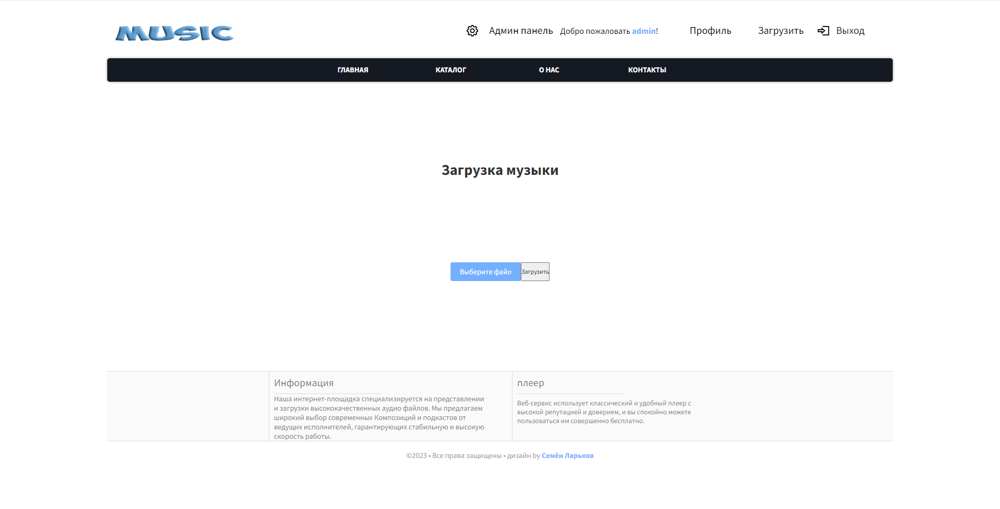 MUSIC
Админ панель Добро пожаловать admin! Профиль Загрузить Выход
ГЛАВНАЯ КАТАЛОГ О НАС КОНТАКТЫ
Загрузка музыки
Выберите файл Загрузить
Информация
Наша интернет-площадка специализируется на представлении
и загрузки высококачественных аудио файлов. Мы предлагаем
широкий выбор современных Композиций и подкастов от
ведущих исполнителей, гарантирующих стабильную и высокую
скорость работы.
плеер
Веб-сервис использует классический и удобный плеер с
высокой репутацией и доверием, и вы спокойно можете
пользоваться им совершенно бесплатно.
©2023 • Все права защищены • дизайн by Семён Ларьков